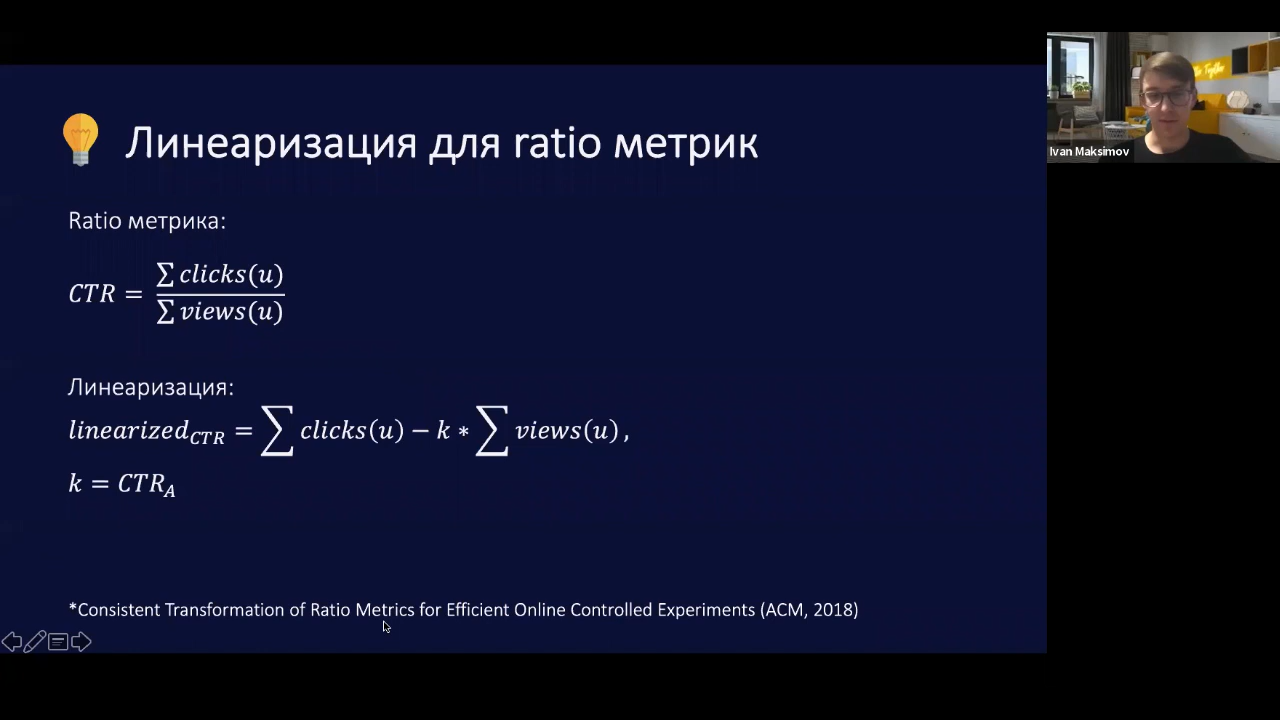 Линеаризация для ratio метрик
Ratio метрика:
CTR = ∑ clicks(u) / ∑ views(u)
Линеаризация:
linearized_CTR = ∑ clicks(u) − k * ∑ views(u) ,
k = CTR_A
*Consistent Transformation of Ratio Metrics for Efficient Online Controlled Experiments (ACM, 2018)
Ivan Maksimov